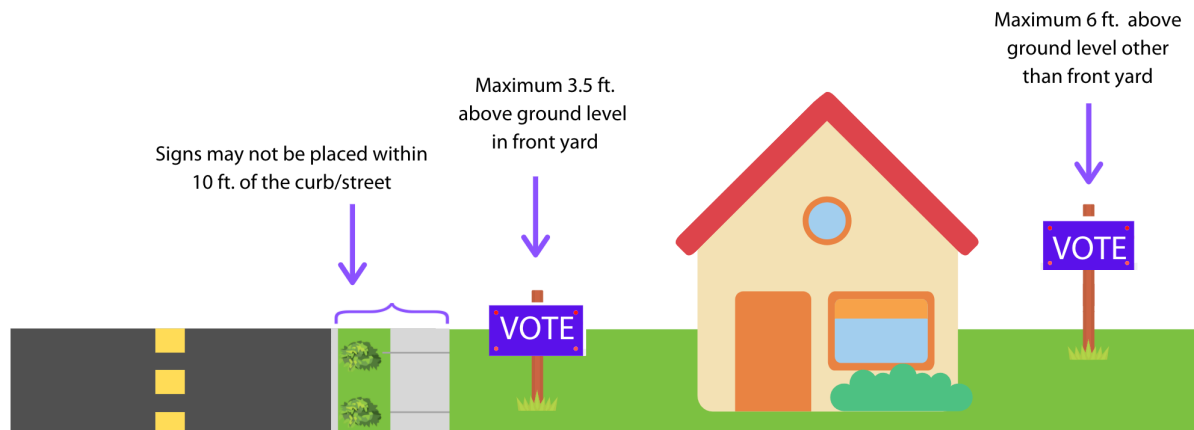 Maximum 6 ft. above
ground level other
than front yard
Maximum 3.5 ft.
above ground level
in front yard
Signs may not be placed within
10 ft. of the curb/street
VOTE
VOTE